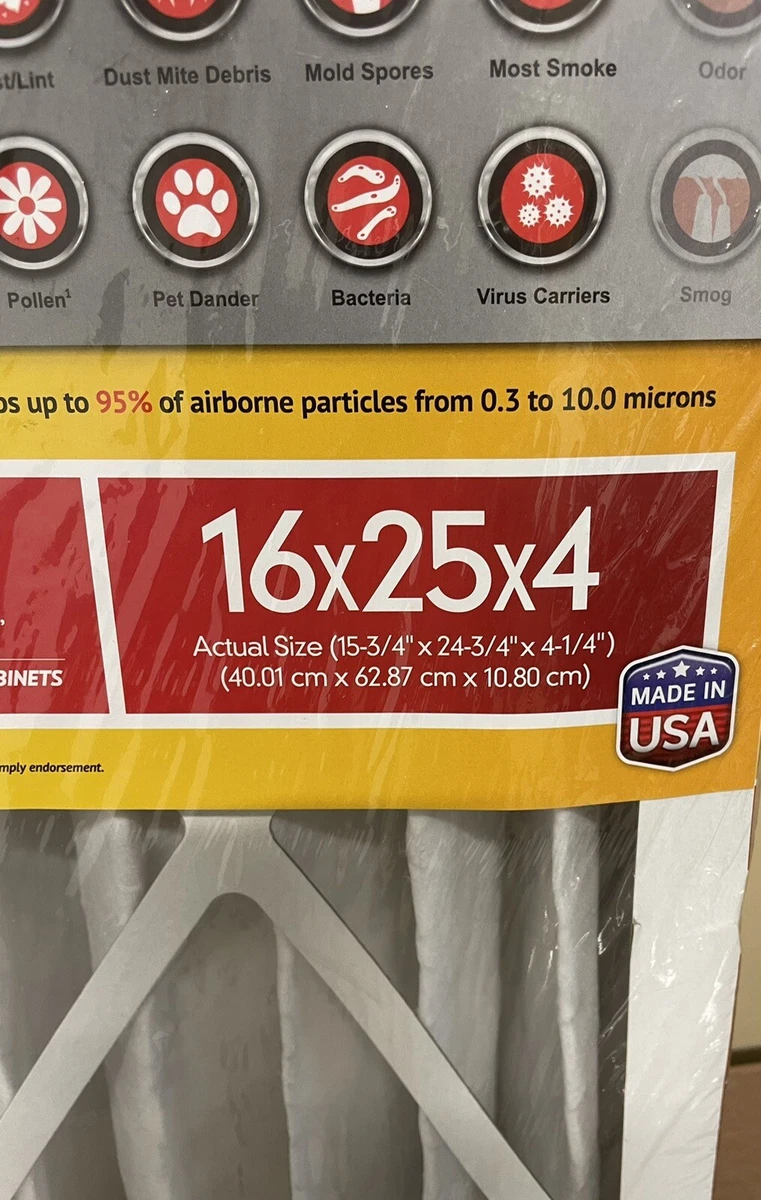 Dust Mite Debris
Mold Spores
Most Smoke
Odor
Pollen¹
Pet Dander
Bacteria
Virus Carriers
Smog
up to 95% of airborne particles from 0.3 to 10.0 microns
16x25x4
Actual Size (15-3/4" x 24-3/4" x 4-1/4")
(40.01 cm x 62.87 cm x 10.80 cm)
MADE IN
USA
endorsement.